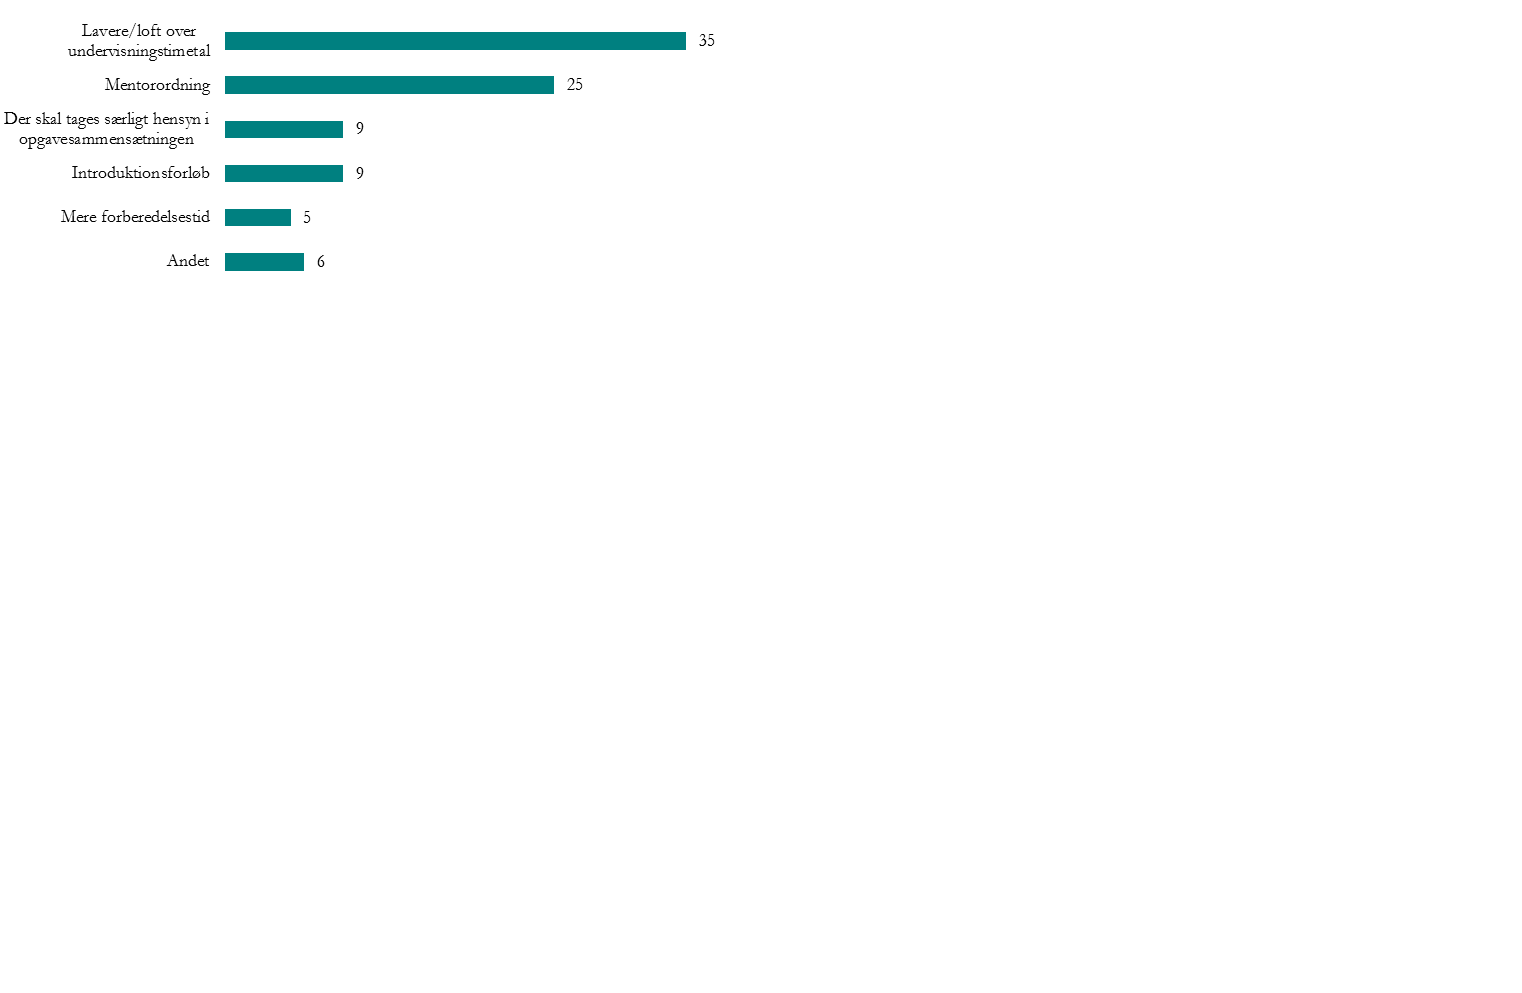 Lavere/loft over
undervisningstimetal
35
Mentorordning
25
Der skal tages særligt hensyn i
opgavesammensætningen
9
Introduktionsforløb
9
Mere forberedelsestid
5
Andet
6